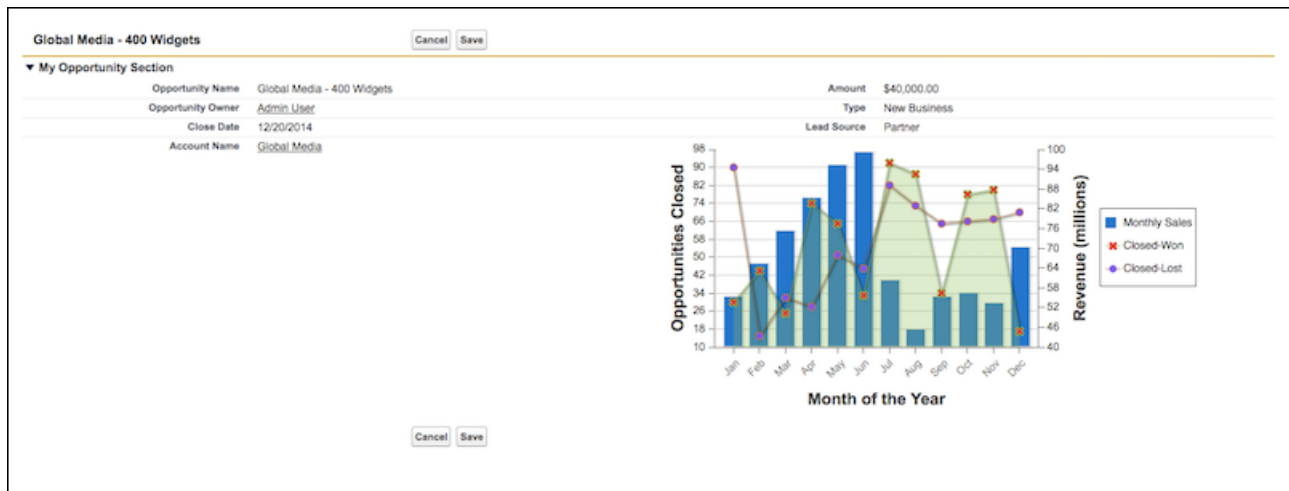 Global Media - 400 Widgets
Cancel Save
My Opportunity Section
Opportunity Name Global Media - 400 Widgets
Amount $40,000.00
Opportunity Owner Admin User
Type New Business
Close Date 12/20/2014
Lead Source Partner
Account Name Global Media
Opportunities Closed
98
90
82
74
66
58
50
42
34
26
18
10
100
94
88
82
76
70
64
58
52
46
40
Revenue (millions)
Monthly Sales
Closed-Won
Closed-Lost
Jan Feb Mar Apr May Jun Jul Aug Sep Oct Nov Dec
Month of the Year
Cancel Save